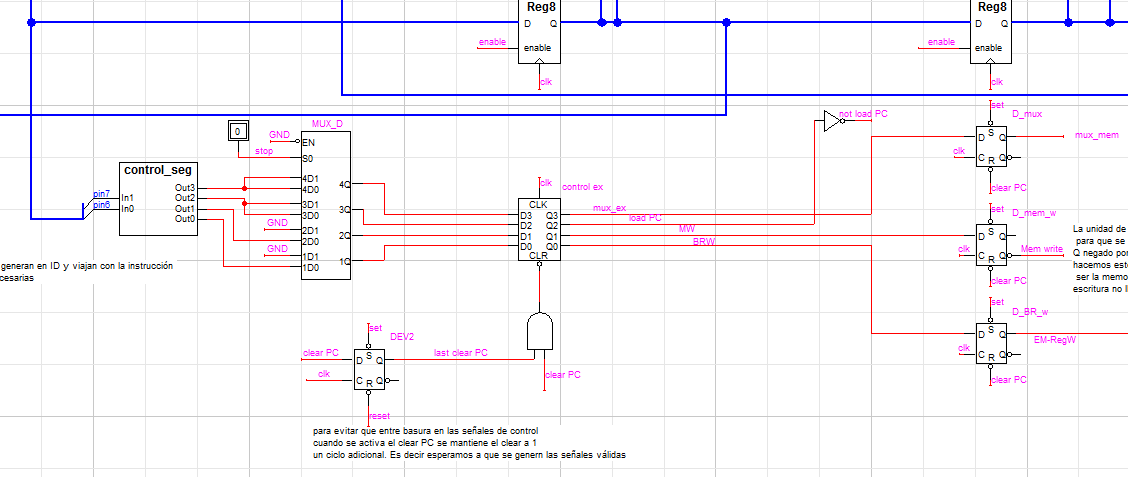 Reg8
D Q
enable
enable
clk
Reg8
D Q
enable
enable
clk
set
D_mux
D S Q
clk
C R Q
mux_mem
clear PC
not load PC
0
GND
stop
MUX_D
EN
S0
4D1
4D0
3D1
3D0
2D1
2D0
1D1
1D0
4Q
3Q
2Q
1Q
GND
GND
control_seg
pin7
pin6
In1
In0
Out3
Out2
Out1
Out0
clk
control ex
CLK
D3 Q3
D2 Q2
D1 Q1
D0 Q0
CLR
mux_ex
load PC
MW
BRW
set
D_mem_w
D S Q
clk
C R Q
Mem write
clear PC
La unidad de
para que se
Q negado por
hacemos est
ser la memo
escritura no l
generan en ID y viajan con la instrucción
cesarias
set
D_BR_w
D S Q
clk
C R Q
EM-RegW
clear PC
set
DEV2
clear PC
D S Q
last clear PC
clk
C R Q
reset
clear PC
para evitar que entre basura en las señales de control
cuando se activa el clear PC se mantiene el clear a 1
un ciclo adicional. Es decir esperamos a que se genern las señales válidas